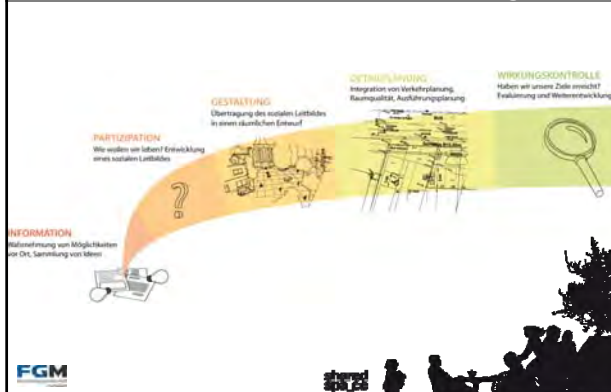 INFORMATION
Wahrnehmung von Möglichkeiten
vor Ort, Sammlung von Ideen
PARTIZIPATION
Wie wollen wir leben? Entwicklung
eines sozialen Leitbildes
?
GESTALTUNG
Übertragung des sozialen Leitbildes
in einen räumlichen Entwurf
DETAILPLANUNG
Integration von Verkehrplanung,
Raumqualität, Ausführungsplanung
WIRKUNGSKONTROLLE
Haben wir unsere Ziele erreicht?
Evaluierung und Weiterentwicklung
FGM
shared
space